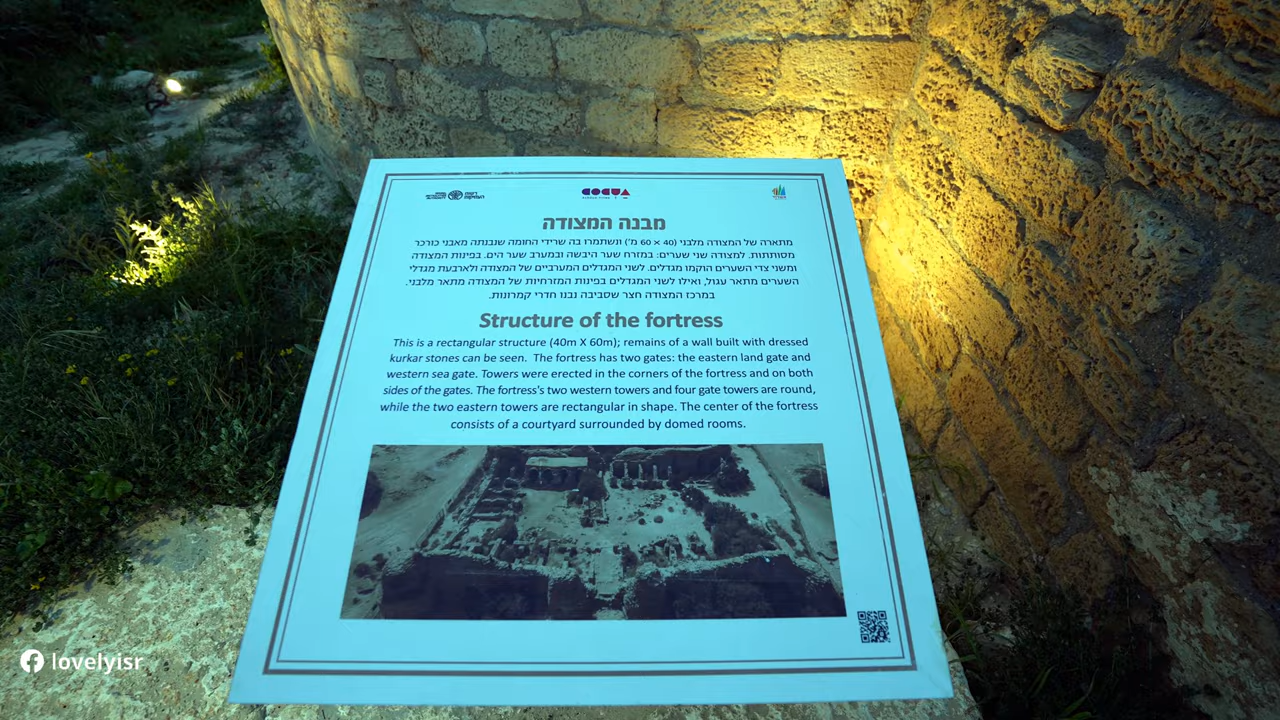 מבנה המצודה
מתארה של המצודה מלבני (40 × 60 מ') ונשתמרו בה שרידי החומה שנבנתה מאבני כורכר
מסותתות. למצודה שני שערים: במזרח שער היבשה ובמערב שער הים. בפינות המצודה
ומשני צדי השערים הוקמו מגדלים. לשני המגדלים המערביים של המצודה ולארבעת מגדלי
השערים מתאר עגול, ואילו לשני המגדלים בפינות המזרחיות של המצודה מתאר מלבני.
במרכז המצודה חצר שסביבה נבנו חדרי קמרונות.
Structure of the fortress
This is a rectangular structure (40m X 60m); remains of a wall built with dressed
kurkar stones can be seen. The fortress has two gates: the eastern land gate and
western sea gate. Towers were erected in the corners of the fortress and on both
sides of the gates. The fortress's two western towers and four gate towers are round,
while the two eastern towers are rectangular in shape. The center of the fortress
consists of a courtyard surrounded by domed rooms.
lovelyisr